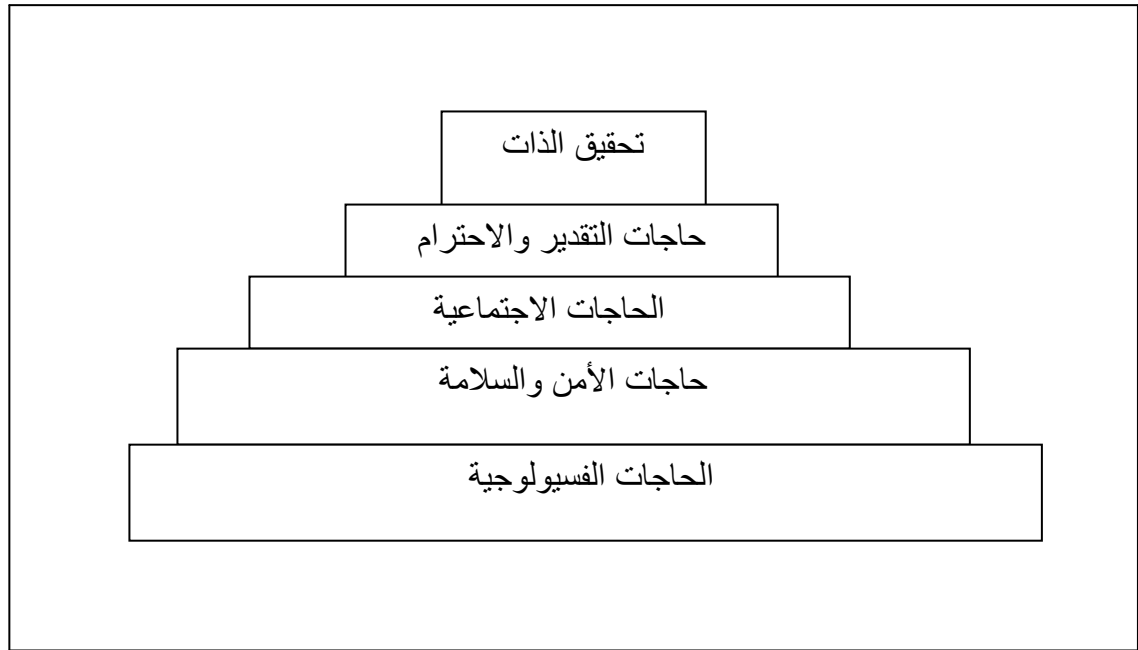 تحقيق الذات
حاجات التقدير والاحترام
الحاجات الاجتماعية
حاجات الأمن والسلامة
الحاجات الفسيولوجية